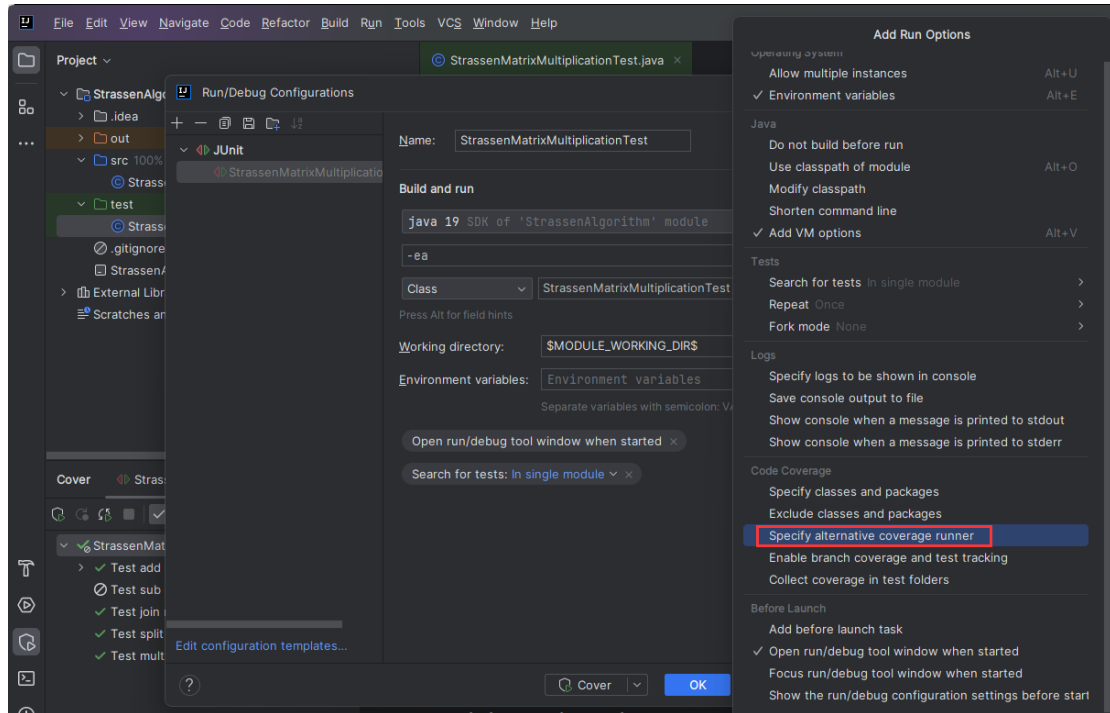 File Edit View Navigate Code Refactor Build Run Tools VCS Window Help
Project
StrassenMatrixMultiplicationTest.java
StrassenAlgo
.idea
out
src 100%
Strass
test
Strass
.gitignore
StrassenA
External Libr
Scratches an
Run/Debug Configurations
JUnit
StrassenMatrixMultiplicatio
Edit configuration templates...
Name: StrassenMatrixMultiplicationTest
Build and run
java 19 SDK of 'StrassenAlgorithm' module
-ea
Class StrassenMatrixMultiplicationTest
Press Alt for field hints
Working directory: $MODULE_WORKING_DIR$
Environment variables: Environment variables
Separate variables with semicolon: VA
Open run/debug tool window when started
Search for tests: In single module
? Cover OK
Cover Stras
StrassenMat
Test add
Test sub
Test join
Test split
Test mult
Add Run Options
Operating System
Allow multiple instances Alt+U
Environment variables Alt+E
Java
Do not build before run
Use classpath of module Alt+O
Modify classpath
Shorten command line
Add VM options Alt+V
Tests
Search for tests In single module
Repeat Once
Fork mode None
Logs
Specify logs to be shown in console
Save console output to file
Show console when a message is printed to stdout
Show console when a message is printed to stderr
Code Coverage
Specify classes and packages
Exclude classes and packages
Specify alternative coverage runner
Enable branch coverage and test tracking
Collect coverage in test folders
Before Launch
Add before launch task
Open run/debug tool window when started
Focus run/debug tool window when started
Show the run/debug configuration settings before start